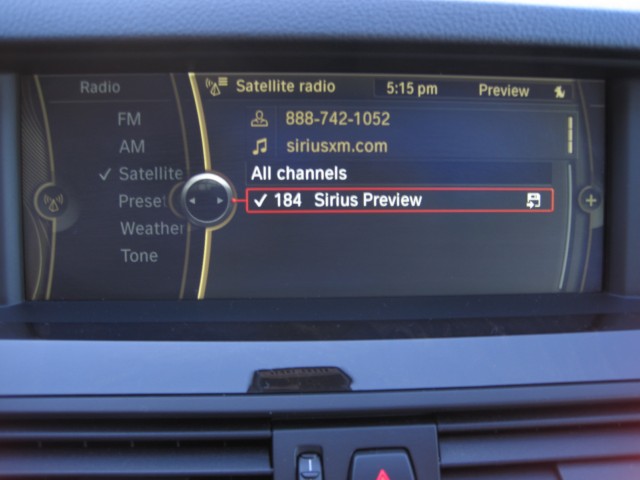 Radio
FM
AM
Satellite
Preset
Weather
Tone
Satellite radio 5:15 pm Preview
888-742-1052
siriusxm.com
All channels
184 Sirius Preview